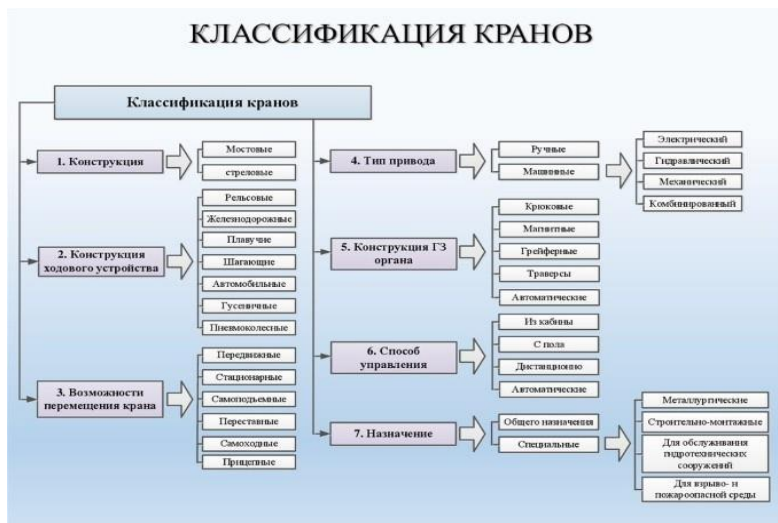 КЛАССИФИКАЦИЯ КРАНОВ
Классификация кранов
1. Конструкция
Мостовые
стреловые
2. Конструкция
ходового устройства
Рельсовые
Железнодорожные
Плавучие
Шагающие
Автомобильные
Гусеничные
Пневмоколесные
3. Возможности
перемещения крана
Передвижные
Стационарные
Самоподъемные
Переставные
Самоходные
Прицепные
4. Тип привода
Ручные
Машинные
Электрический
Гидравлический
Механический
Комбинированный
5. Конструкция ГЗ
органа
Крюковые
Магнитные
Грейферные
Траверсы
Автоматические
6. Способ
управления
Из кабины
С пола
Дистанционно
Автоматические
7. Назначение
Общего назначения
Специальные
Металлургические
Строительно-монтажные
Для обслуживания
гидротехнических
сооружений
Для взрыво- и
пожароопасной среды